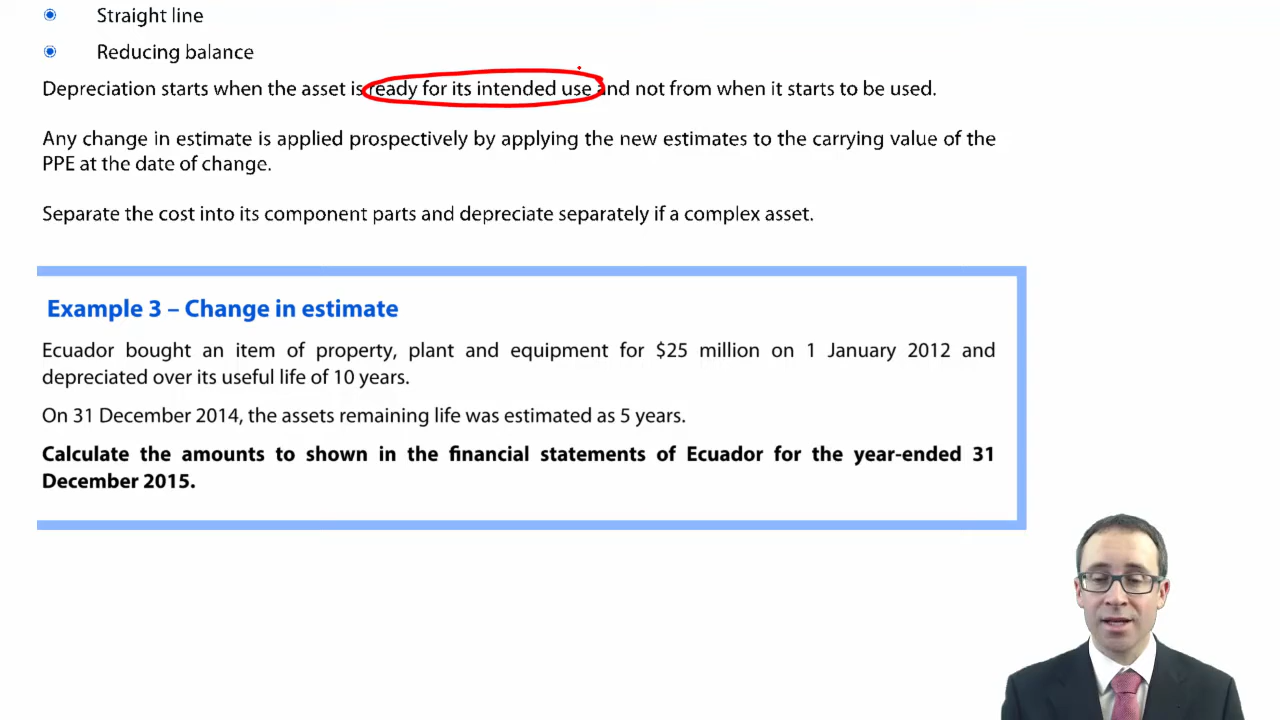 Straight line
Reducing balance
Depreciation starts when the asset is ready for its intended use and not from when it starts to be used.
Any change in estimate is applied prospectively by applying the new estimates to the carrying value of the
PPE at the date of change.
Separate the cost into its component parts and depreciate separately if a complex asset.
Example 3 – Change in estimate
Ecuador bought an item of property, plant and equipment for $25 million on 1 January 2012 and
depreciated over its useful life of 10 years.
On 31 December 2014, the assets remaining life was estimated as 5 years.
Calculate the amounts to shown in the financial statements of Ecuador for the year-ended 31
December 2015.